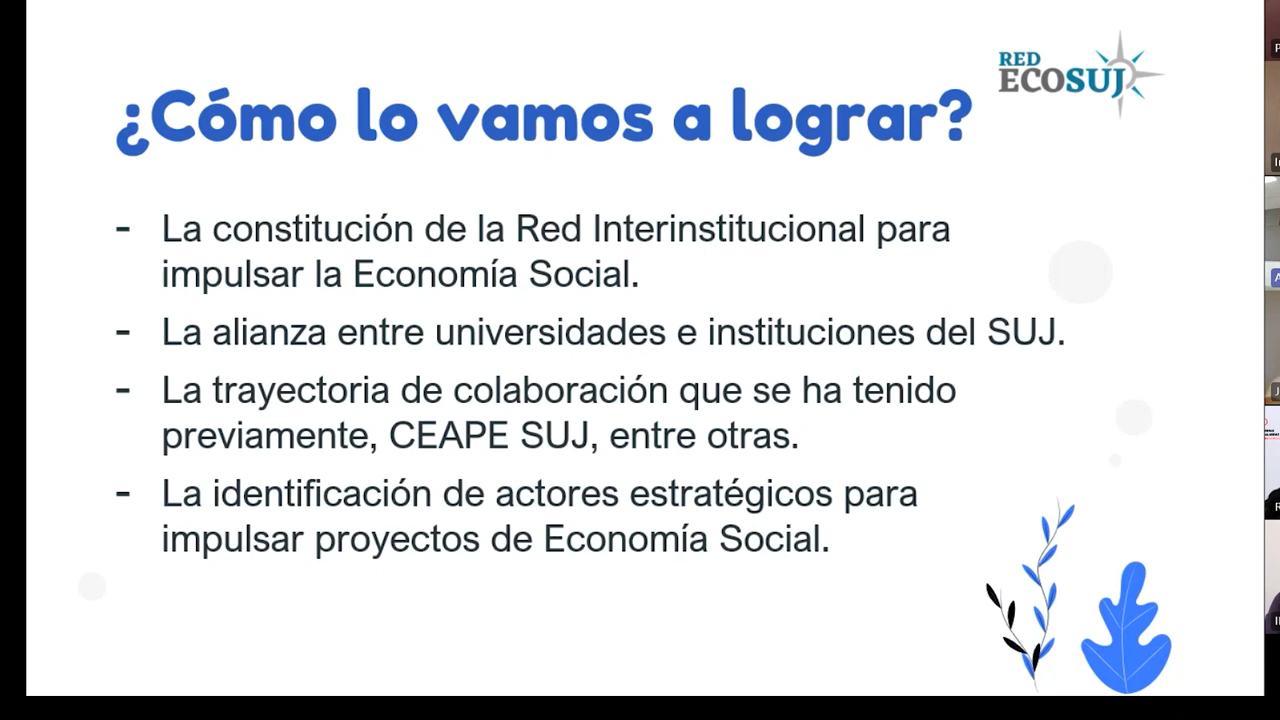 RED
ECOSUJ
¿Cómo lo vamos a lograr?
- La constitución de la Red Interinstitucional para
impulsar la Economía Social.
- La alianza entre universidades e instituciones del SUJ.
- La trayectoria de colaboración que se ha tenido
previamente, CEAPE SUJ, entre otras.
- La identificación de actores estratégicos para
impulsar proyectos de Economía Social.